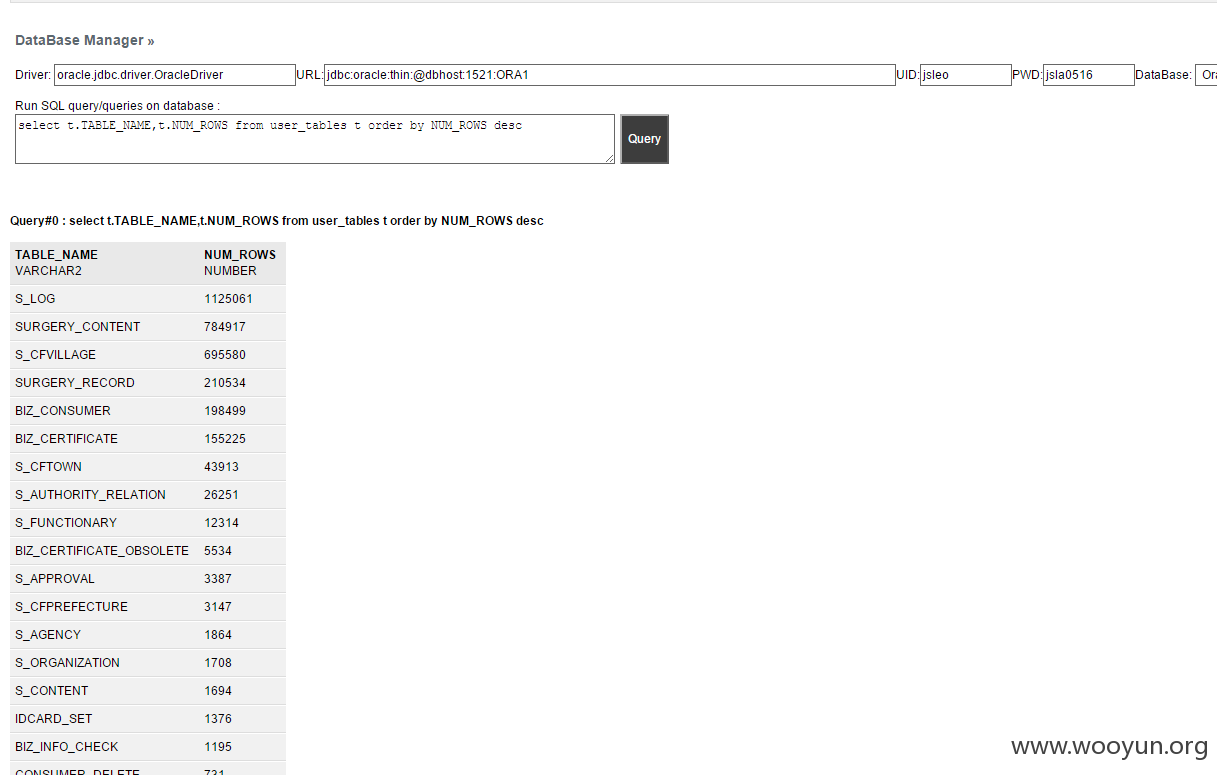 DataBase Manager »
Driver: oracle.jdbc.driver.OracleDriver URL: jdbc:oracle:thin:@dbhost:1521:ORA1 UID: jsleo PWD: jsla0516 DataBase: Ora
Run SQL query/queries on database :
select t.TABLE_NAME,t.NUM_ROWS from user_tables t order by NUM_ROWS desc
Query
Query#0 : select t.TABLE_NAME,t.NUM_ROWS from user_tables t order by NUM_ROWS desc
TABLE_NAME NUM_ROWS
VARCHAR2 NUMBER
S_LOG 1125061
SURGERY_CONTENT 784917
S_CFVILLAGE 695580
SURGERY_RECORD 210534
BIZ_CONSUMER 198499
BIZ_CERTIFICATE 155225
S_CFTOWN 43913
S_AUTHORITY_RELATION 26251
S_FUNCTIONARY 12314
BIZ_CERTIFICATE_OBSOLETE 5534
S_APPROVAL 3387
S_CFPREFECTURE 3147
S_AGENCY 1864
S_ORGANIZATION 1708
S_CONTENT 1694
IDCARD_SET 1376
BIZ_INFO_CHECK 1195
CONSUMER_DELETE 731
www.wooyun.org